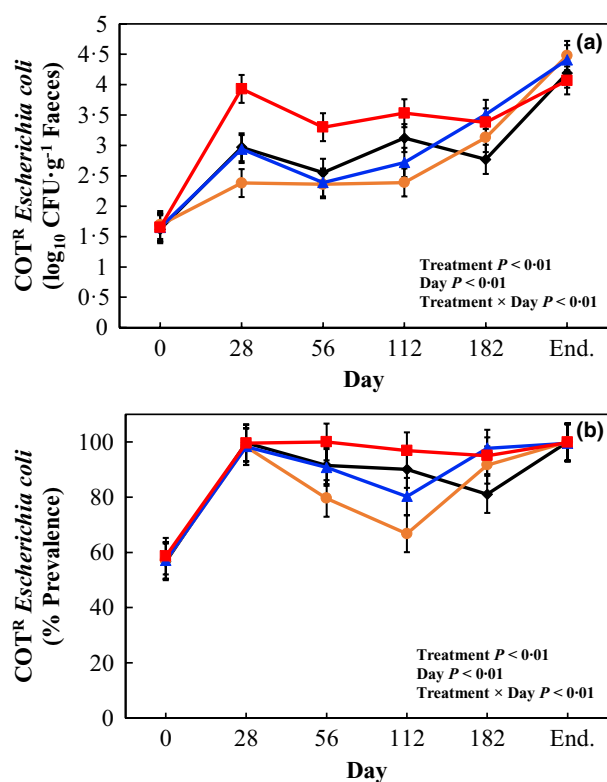 (a)
COTᴿ Escherichia coli
(log₁₀ CFU·g⁻¹ Faeces)
5
4·5
4
3·5
3
2·5
2
1·5
1
0·5
0
Treatment P < 0·01
Day P < 0·01
Treatment × Day P < 0·01
0 28 56 112 182 End.
Day
(b)
COTᴿ Escherichia coli
(% Prevalence)
100
80
60
40
20
0
Treatment P < 0·01
Day P < 0·01
Treatment × Day P < 0·01
0 28 56 112 182 End.
Day